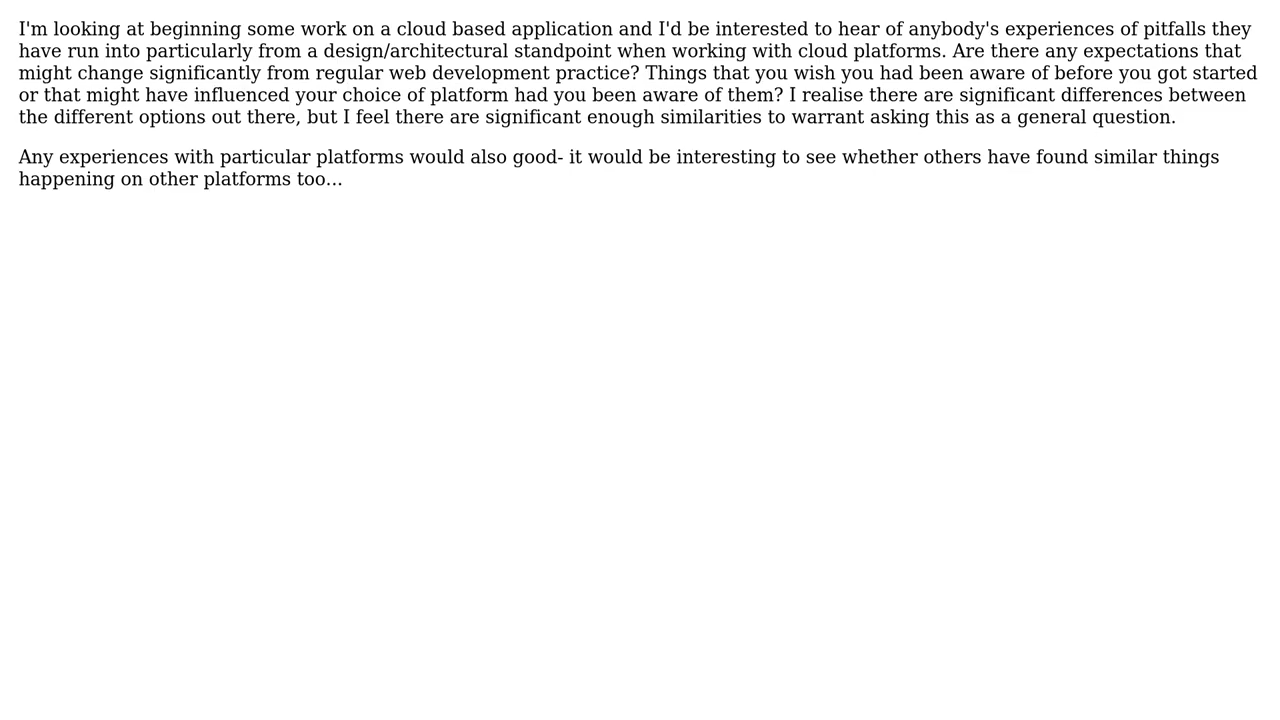 I'm looking at beginning some work on a cloud based application and I'd be interested to hear of anybody's experiences of pitfalls they
have run into particularly from a design/architectural standpoint when working with cloud platforms. Are there any expectations that
might change significantly from regular web development practice? Things that you wish you had been aware of before you got started
or that might have influenced your choice of platform had you been aware of them? I realise there are significant differences between
the different options out there, but I feel there are significant enough similarities to warrant asking this as a general question.
Any experiences with particular platforms would also good- it would be interesting to see whether others have found similar things
happening on other platforms too...